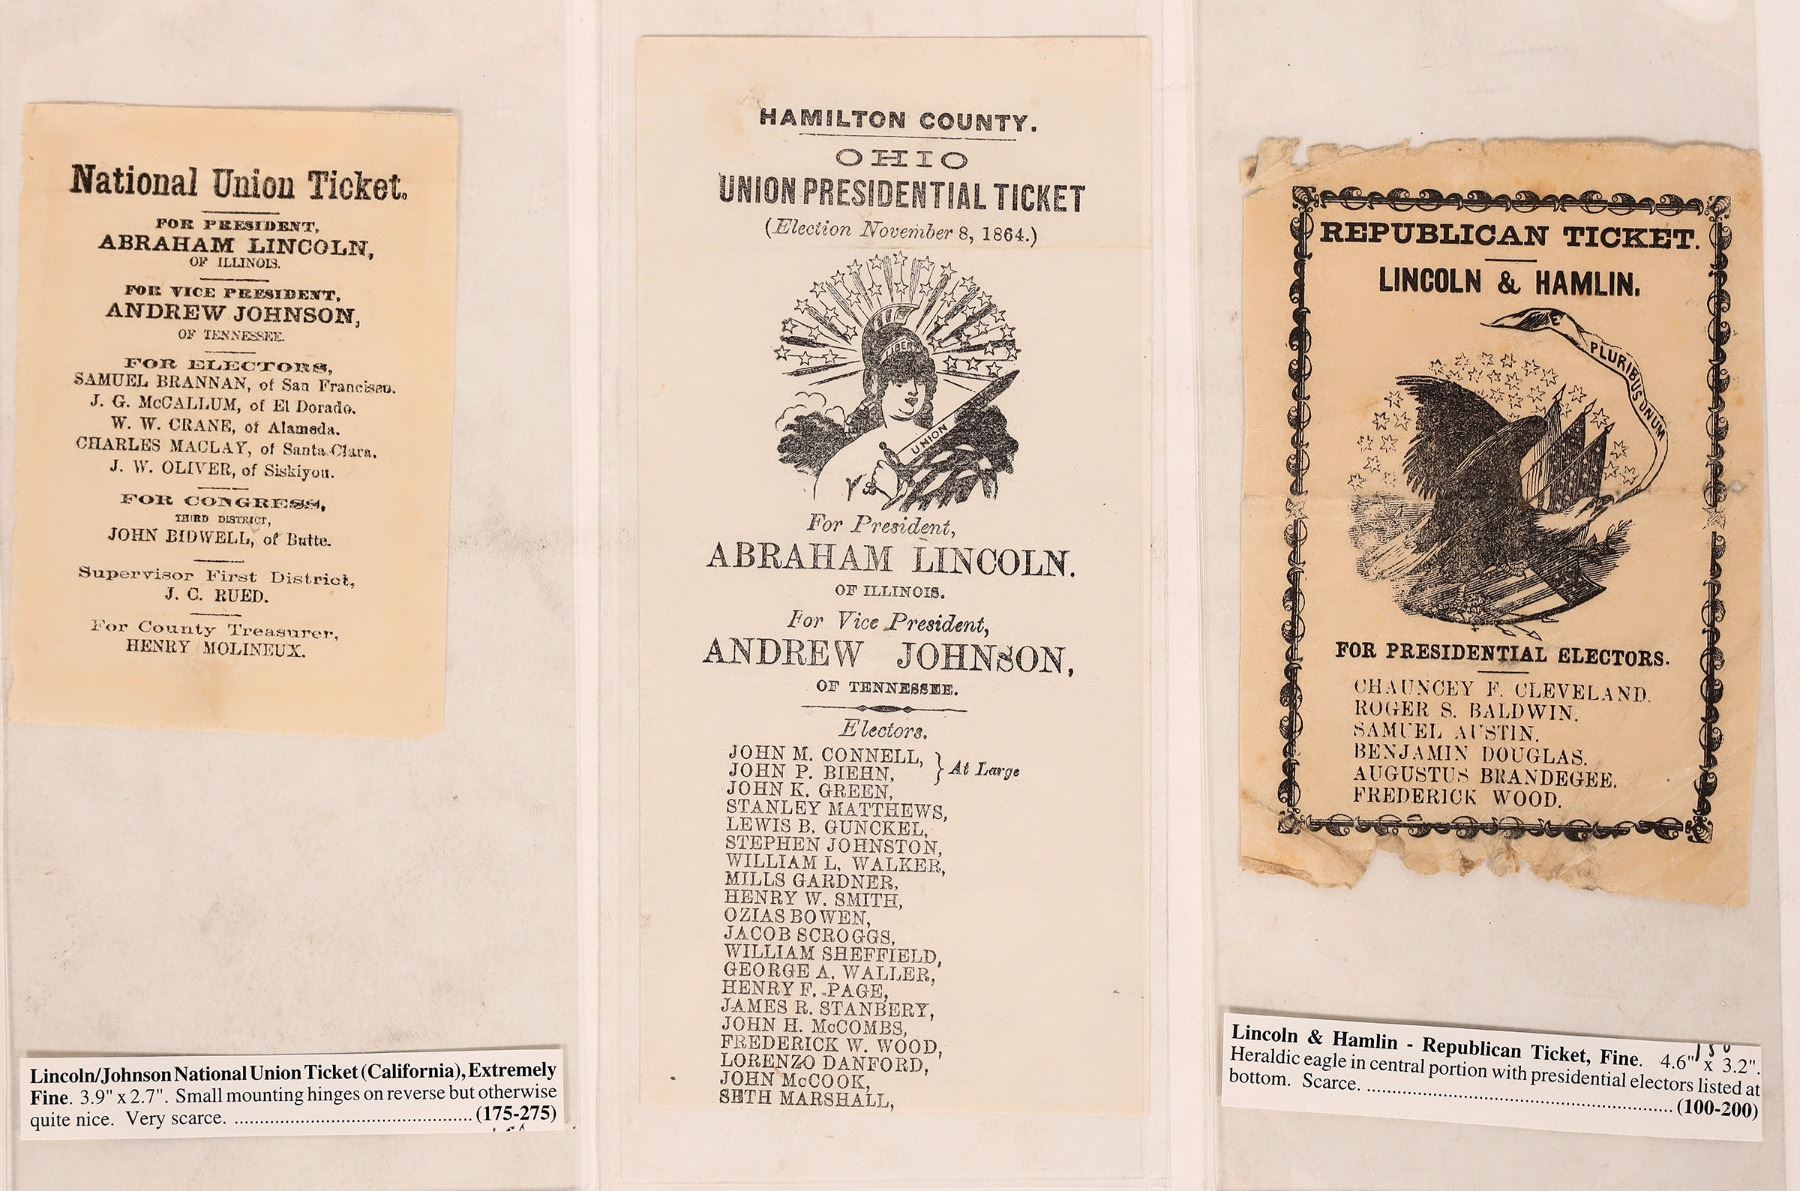 National Union Ticket.
FOR PRESIDENT,
ABRAHAM LINCOLN,
OF ILLINOIS.
FOR VICE PRESIDENT,
ANDREW JOHNSON,
OF TENNESSEE.
FOR ELECTORS,
SAMUEL BRANNAN, of San Francisco.
J. G. McCALLUM, of El Dorado.
W. W. CRANE, of Alameda.
CHARLES MACLAY, of Santa Clara.
J. W. OLIVER, of Siskiyou.
FOR CONGRESS,
THIRD DISTRICT,
JOHN BIDWELL, of Butte.
Supervisor First District,
J. C. RUED.
For County Treasurer,
HENRY MOLINEUX.
Lincoln/Johnson National Union Ticket (California), Extremely
Fine. 3.9" x 2.7". Small mounting hinges on reverse but otherwise
quite nice. Very scarce. ................................................ (175-275)
HAMILTON COUNTY.
OHIO
UNION PRESIDENTIAL TICKET
(Election November 8, 1864.)
LIBERTY
UNION
For President,
ABRAHAM LINCOLN.
OF ILLINOIS.
For Vice President,
ANDREW JOHNSON,
OF TENNESSEE.
Electors.
JOHN M. CONNELL,
JOHN P. BIEHN,
} At Large
JOHN K. GREEN,
STANLEY MATTHEWS,
LEWIS B. GUNCKEL,
STEPHEN JOHNSTON,
WILLIAM L, WALKER,
MILLS GARDNER,
HENRY W. SMITH,
OZIAS BOWEN,
JACOB SCROGGS,
WILLIAM SHEFFIELD,
GEORGE A. WALLER,
HENRY F. PAGE,
JAMES R. STANBERY,
JOHN H. McCOMBS,
FREDERICK W. WOOD,
LORENZO DANFORD,
JOHN McCOOK,
SETH MARSHALL,
REPUBLICAN TICKET.
LINCOLN & HAMLIN.
E PLURIBUS UNUM
FOR PRESIDENTIAL ELECTORS.
CHAUNCEY F. CLEVELAND.
ROGER S. BALDWIN.
SAMUEL AUSTIN.
BENJAMIN DOUGLAS.
AUGUSTUS BRANDEGEE.
FREDERICK WOOD.
Lincoln & Hamlin - Republican Ticket, Fine. 4.6" x 3.2".
Heraldic eagle in central portion with presidential electors listed at
bottom. Scarce. ............................................................ (100-200)